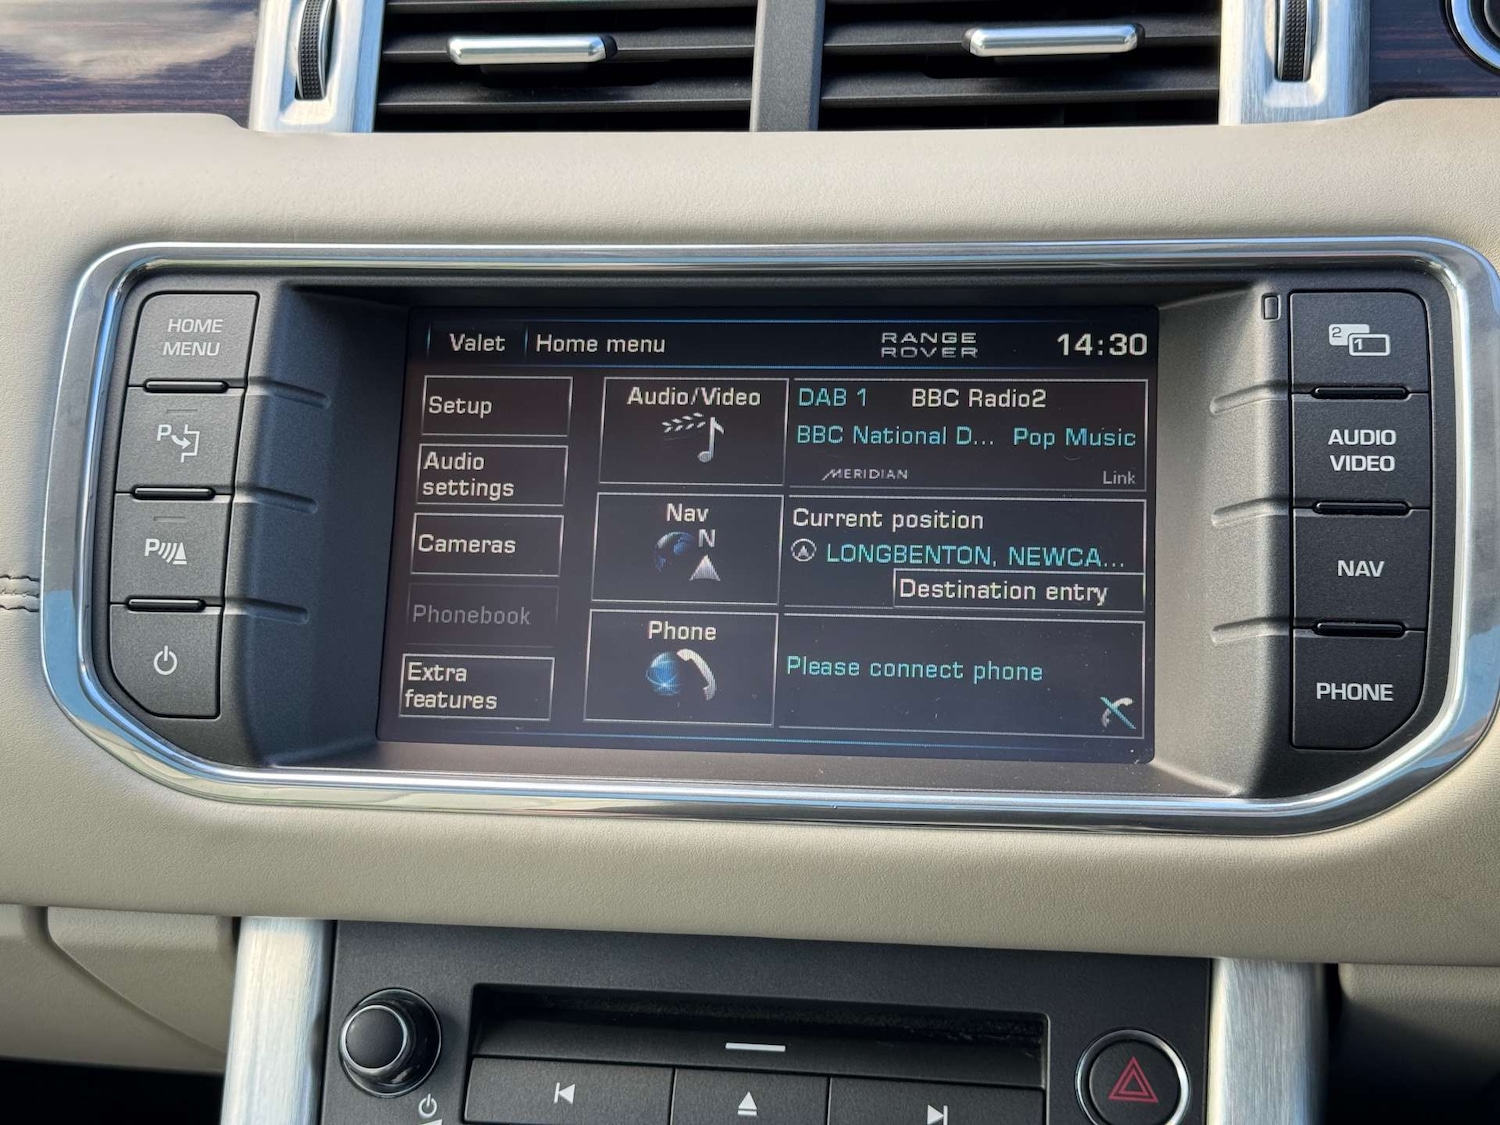 HOME
MENU
P
P
Valet
Home menu
RANGE
ROVER
14:30
Setup
Audio
settings
Cameras
Phonebook
Extra
features
Audio/Video
DAB 1 BBC Radio2
BBC National D... Pop Music
MERIDIAN
Link
Nav
N
Current position
LONGBENTON, NEWCA...
Destination entry
Phone
Please connect phone
2
1
AUDIO
VIDEO
NAV
PHONE